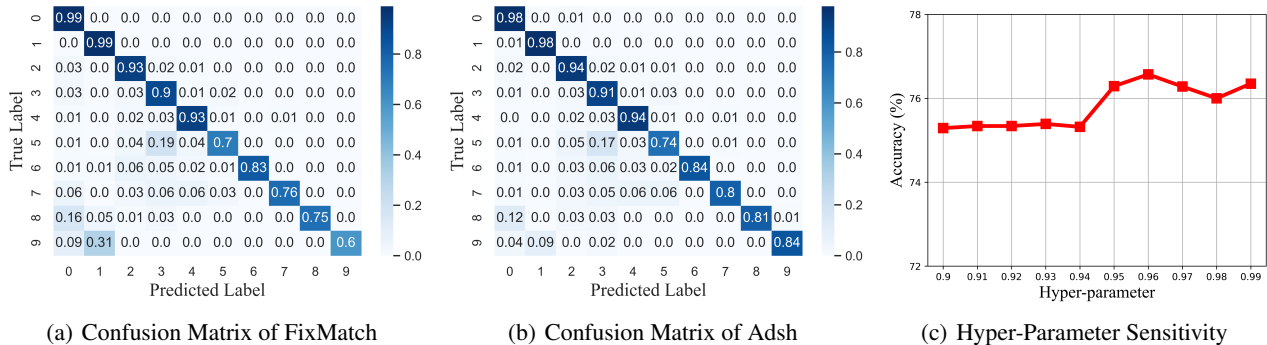 True Label
0 0.99 0.0 0.0 0.0 0.0 0.0 0.0 0.0 0.0 0.0
1 0.0 0.99 0.0 0.0 0.0 0.0 0.0 0.0 0.0 0.0
2 0.03 0.0 0.93 0.02 0.01 0.0 0.0 0.0 0.0 0.0
3 0.03 0.0 0.03 0.9 0.01 0.02 0.0 0.0 0.0 0.0
4 0.01 0.0 0.02 0.03 0.93 0.0 0.0 0.01 0.0 0.0
5 0.01 0.0 0.04 0.19 0.04 0.7 0.0 0.0 0.0 0.0
6 0.01 0.01 0.06 0.05 0.02 0.01 0.83 0.0 0.0 0.0
7 0.06 0.0 0.03 0.06 0.06 0.03 0.0 0.76 0.0 0.0
8 0.16 0.05 0.01 0.03 0.0 0.0 0.0 0.0 0.75 0.0
9 0.09 0.31 0.0 0.0 0.0 0.0 0.0 0.0 0.0 0.6
0 1 2 3 4 5 6 7 8 9
Predicted Label
0.8
0.6
0.4
0.2
0.0
(a) Confusion Matrix of FixMatch
True Label
0 0.98 0.0 0.01 0.0 0.0 0.0 0.0 0.0 0.0 0.0
1 0.01 0.98 0.0 0.0 0.0 0.0 0.0 0.0 0.0 0.0
2 0.02 0.0 0.94 0.02 0.01 0.01 0.0 0.0 0.0 0.0
3 0.01 0.0 0.03 0.91 0.01 0.03 0.0 0.0 0.0 0.0
4 0.0 0.0 0.02 0.03 0.94 0.01 0.0 0.01 0.0 0.0
5 0.01 0.0 0.05 0.17 0.03 0.74 0.0 0.0 0.0 0.0
6 0.01 0.0 0.06 0.05 0.03 0.02 0.84 0.0 0.0 0.0
7 0.01 0.0 0.03 0.05 0.06 0.06 0.0 0.8 0.0 0.0
8 0.12 0.0 0.02 0.03 0.0 0.0 0.0 0.0 0.81 0.01
9 0.04 0.09 0.0 0.02 0.0 0.0 0.0 0.0 0.0 0.84
0 1 2 3 4 5 6 7 8 9
Predicted Label
0.8
0.6
0.4
0.2
0.0
(b) Confusion Matrix of Adsh
Accuracy (%)
78
76
74
72
0.9 0.91 0.92 0.93 0.94 0.95 0.96 0.97 0.98 0.99
Hyper-parameter
(c) Hyper-Parameter Sensitivity